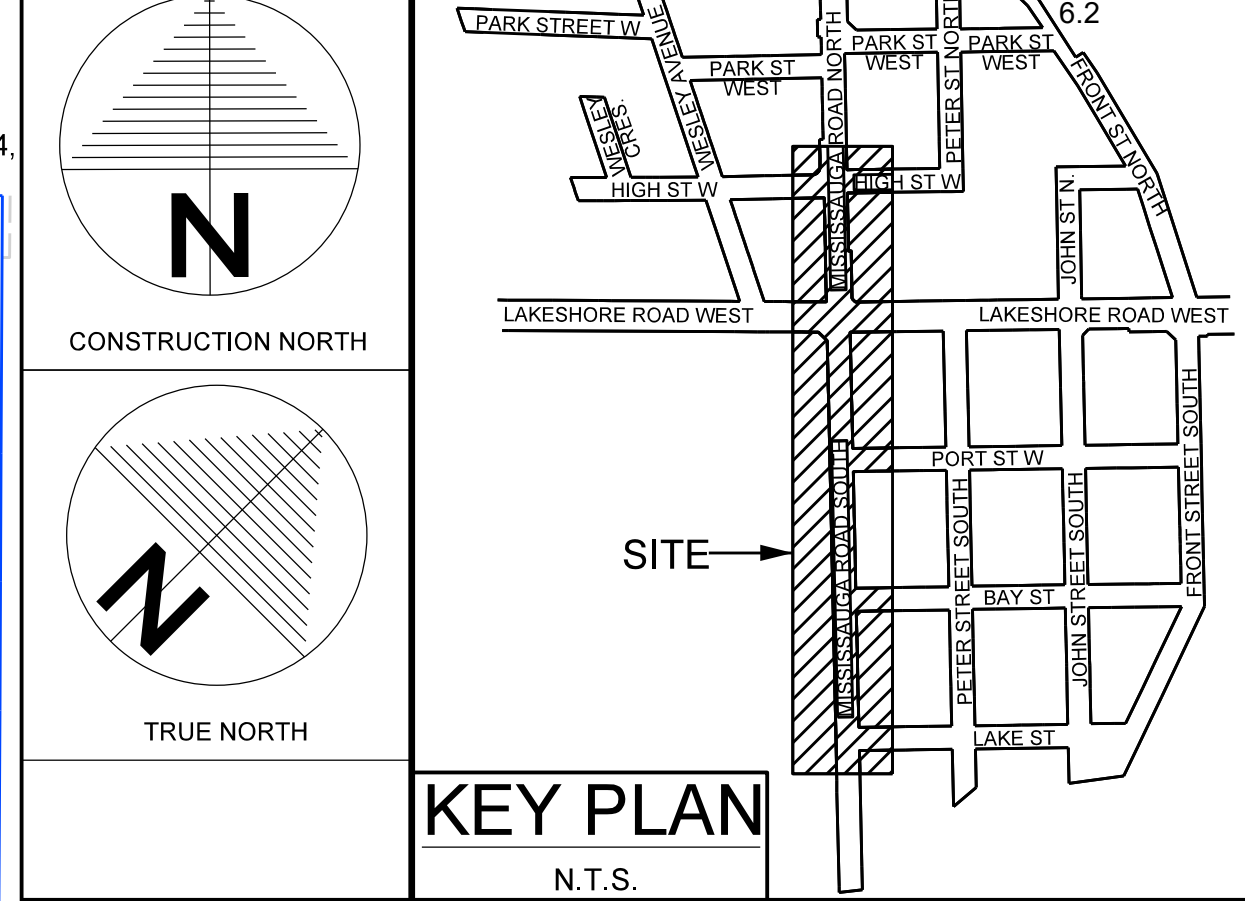 4,
N
CONSTRUCTION NORTH
N
TRUE NORTH
6.2
PARK STREET W
WESLEY AVENUE
PARK ST
WEST
MISSISSAUGA ROAD NORTH
PARK ST
WEST
PETER ST NORTH
PARK ST
WEST
FRONT ST NORTH
WESLEY
CRES.
HIGH ST W
HIGH ST W
JOHN ST N.
LAKESHORE ROAD WEST
LAKESHORE ROAD WEST
PORT ST W
SITE
MISSISSAUGA ROAD SOUTH
PETER STREET SOUTH
JOHN STREET SOUTH
FRONT STREET SOUTH
BAY ST
LAKE ST
KEY PLAN
N.T.S.